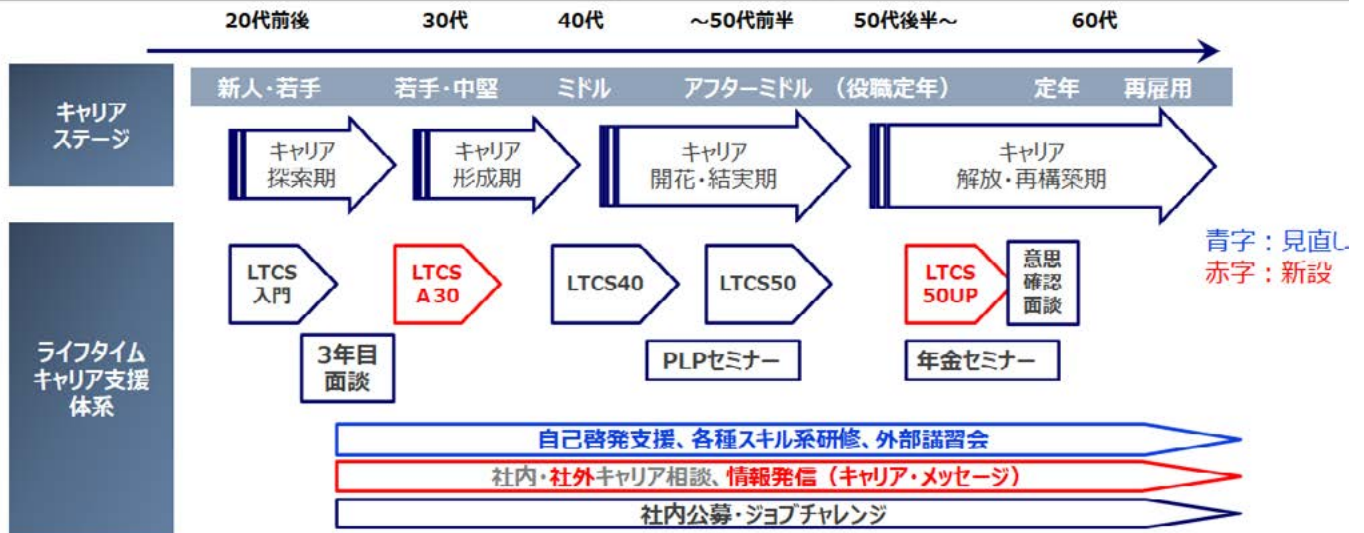 20代前後 30代 40代 ～50代前半 50代後半～ 60代
キャリア
ステージ
新人・若手 若手・中堅 ミドル アフターミドル （役職定年） 定年 再雇用
キャリア
探索期
キャリア
形成期
キャリア
開花・結実期
キャリア
解放・再構築期
青字：見直し
赤字：新設
ライフタイム
キャリア支援
体系
LTCS
入門
LTCS
A30
LTCS40
LTCS50
LTCS
50UP
意思
確認
面談
3年目
面談
PLPセミナー
年金セミナー
自己啓発支援、各種スキル系研修、外部講習会
社内・社外キャリア相談、情報発信（キャリア・メッセージ）
社内公募・ジョブチャレンジ